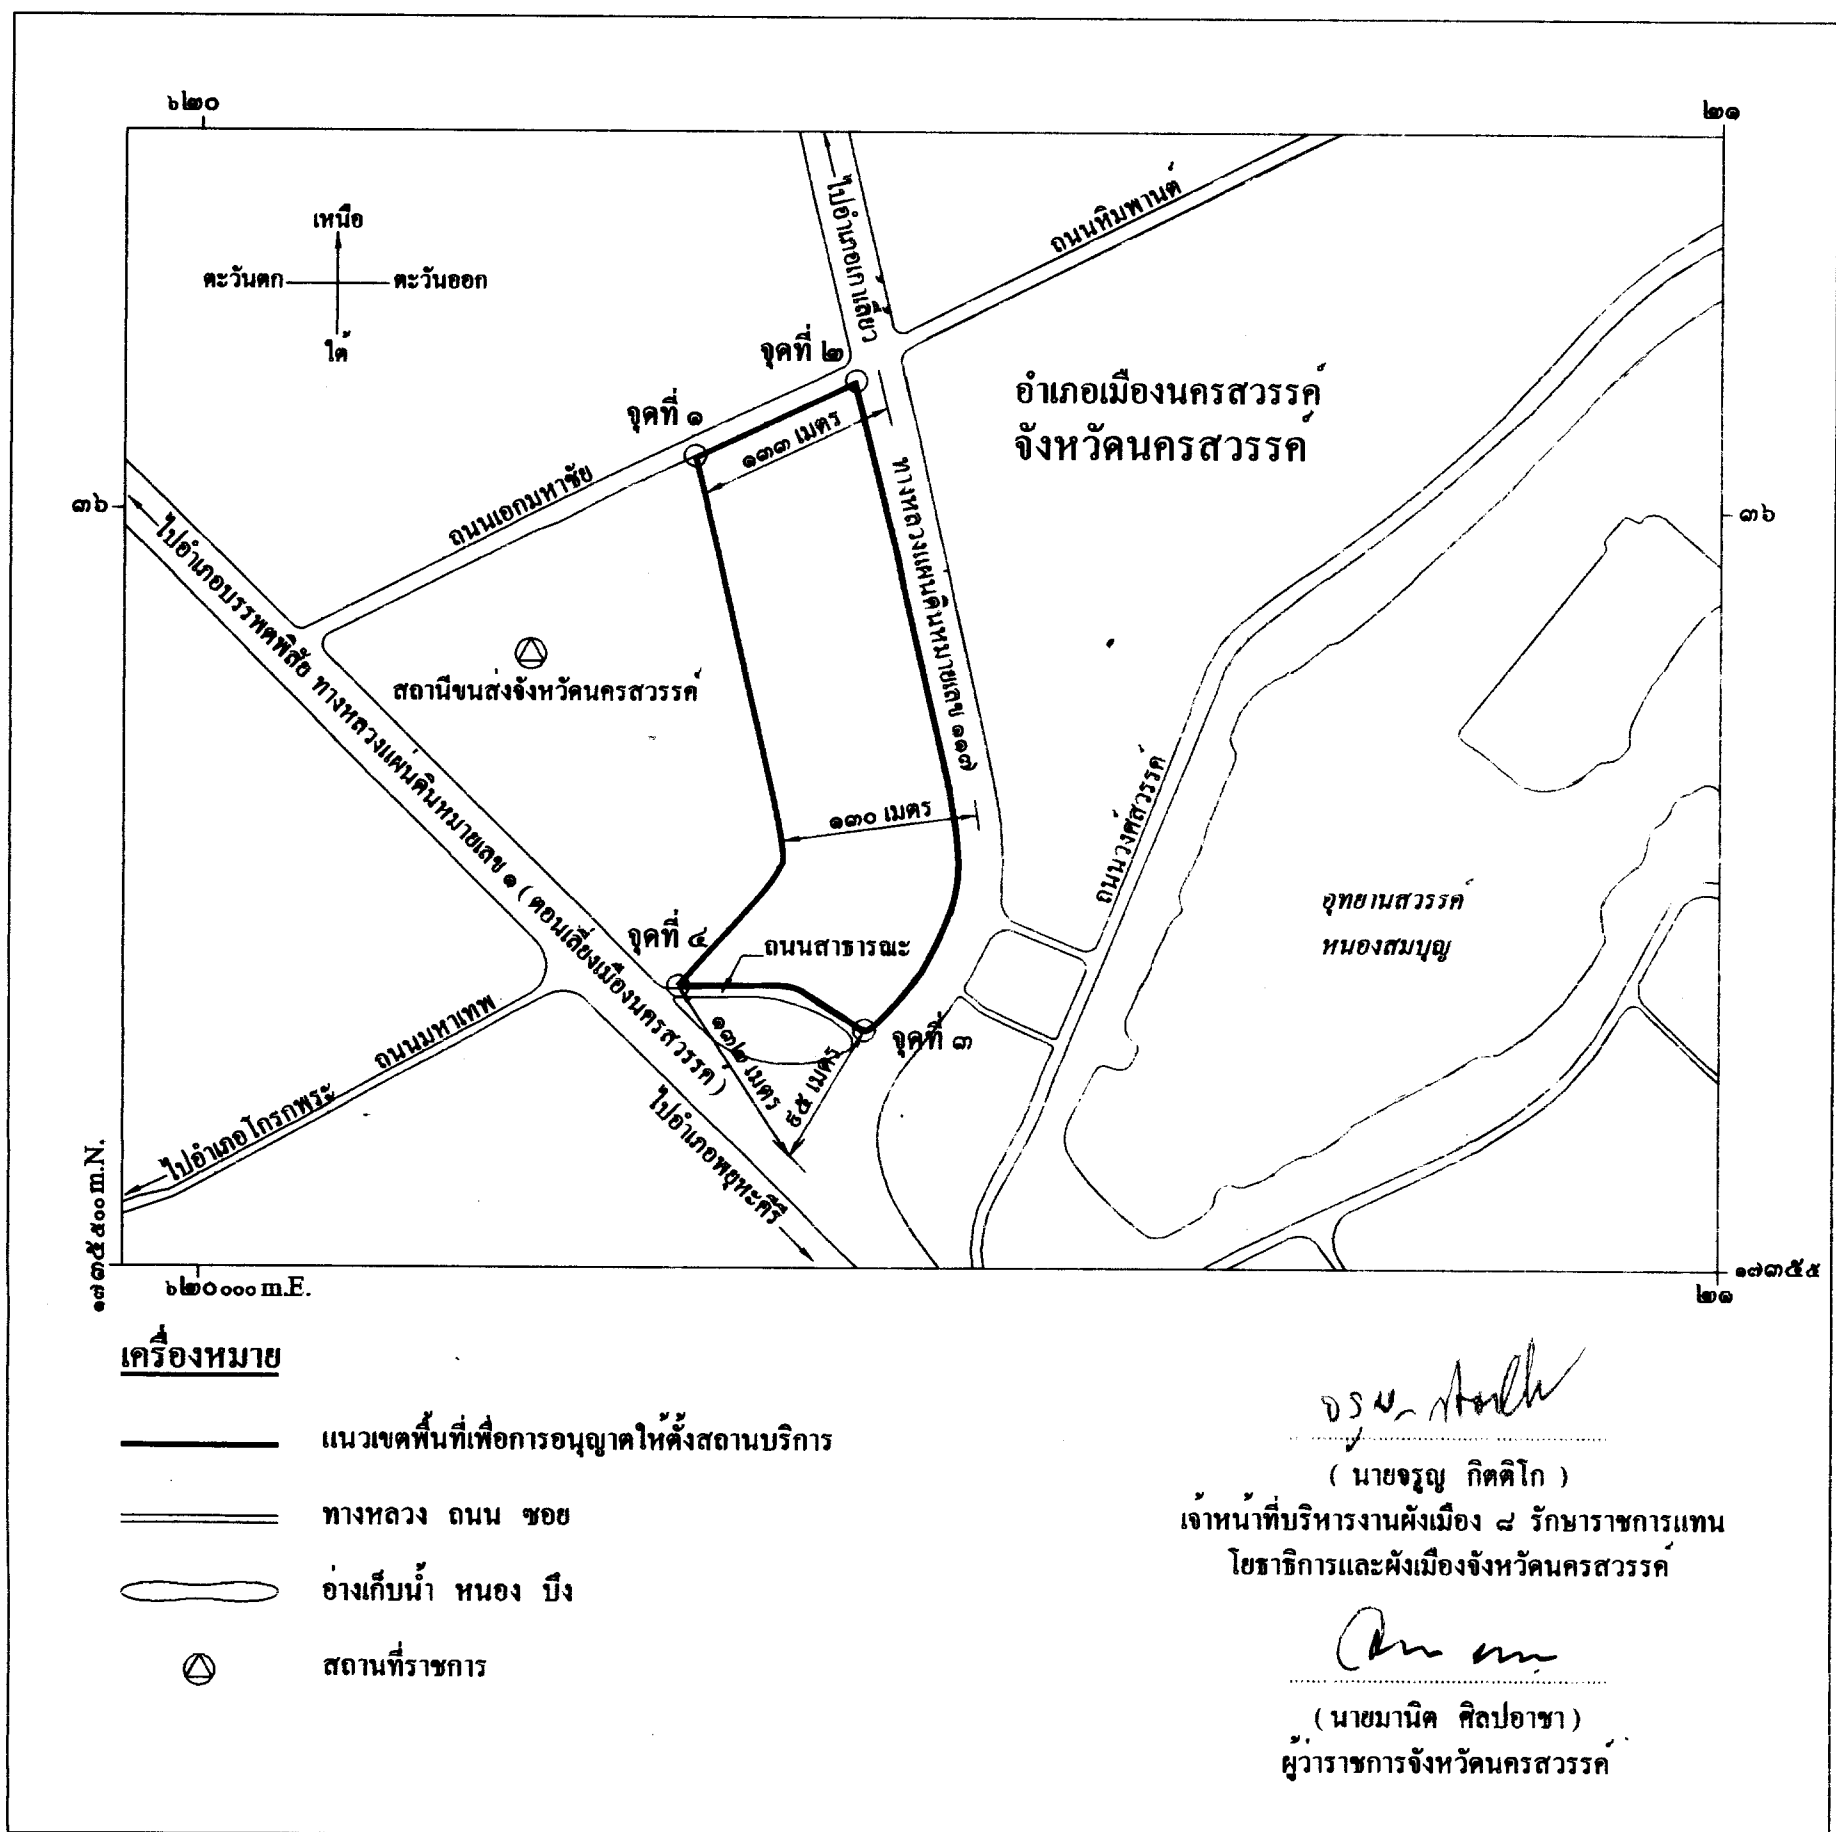 ๖๒๐
๒๑
เหนือ
ตะวันตก
ตะวันออก
ใต้
ไปอำเภอเก้าเลี้ยว
ถนนหิมพานต์
จุดที่ ๒
จุดที่ ๑
๑๓๓ เมตร
อำเภอเมืองนครสวรรค์
จังหวัดนครสวรรค์
ถนนเอกมหาชัย
๓๖
๓๖
ไปอำเภอบรรพตพิสัย ทางหลวงแผ่นดินหมายเลข ๑ (ตอนเลี่ยงเมืองนครสวรรค์)
ทางหลวงแผ่นดินหมายเลข ๑๑๗
สถานีขนส่งจังหวัดนครสวรรค์
๑๓๐ เมตร
ถนนวงศ์สวรรค์
อุทยานสวรรค์
หนองสมบุญ
จุดที่ ๔
ถนนสาธารณะ
จุดที่ ๓
๑๓๒ เมตร
๘๕ เมตร
ถนนมหาเทพ
ไปอำเภอโกรกพระ
ไปอำเภอพยุหะคีรี
๑๗๓๕๕๐๐ m.N.
๖๒๐๐๐๐ m.E.
๒๑
๑๗๓๕๕
เครื่องหมาย
แนวเขตพื้นที่เพื่อการอนุญาตให้ตั้งสถานบริการ
ทางหลวง ถนน ซอย
อ่างเก็บน้ำ หนอง บึง
สถานที่ราชการ
( นายจรูญ กิตติโก )
เจ้าหน้าที่บริหารงานผังเมือง ๘ รักษาราชการแทน
โยธาธิการและผังเมืองจังหวัดนครสวรรค์
(นายมานิต ศิลปอาชา)
ผู้ว่าราชการจังหวัดนครสวรรค์